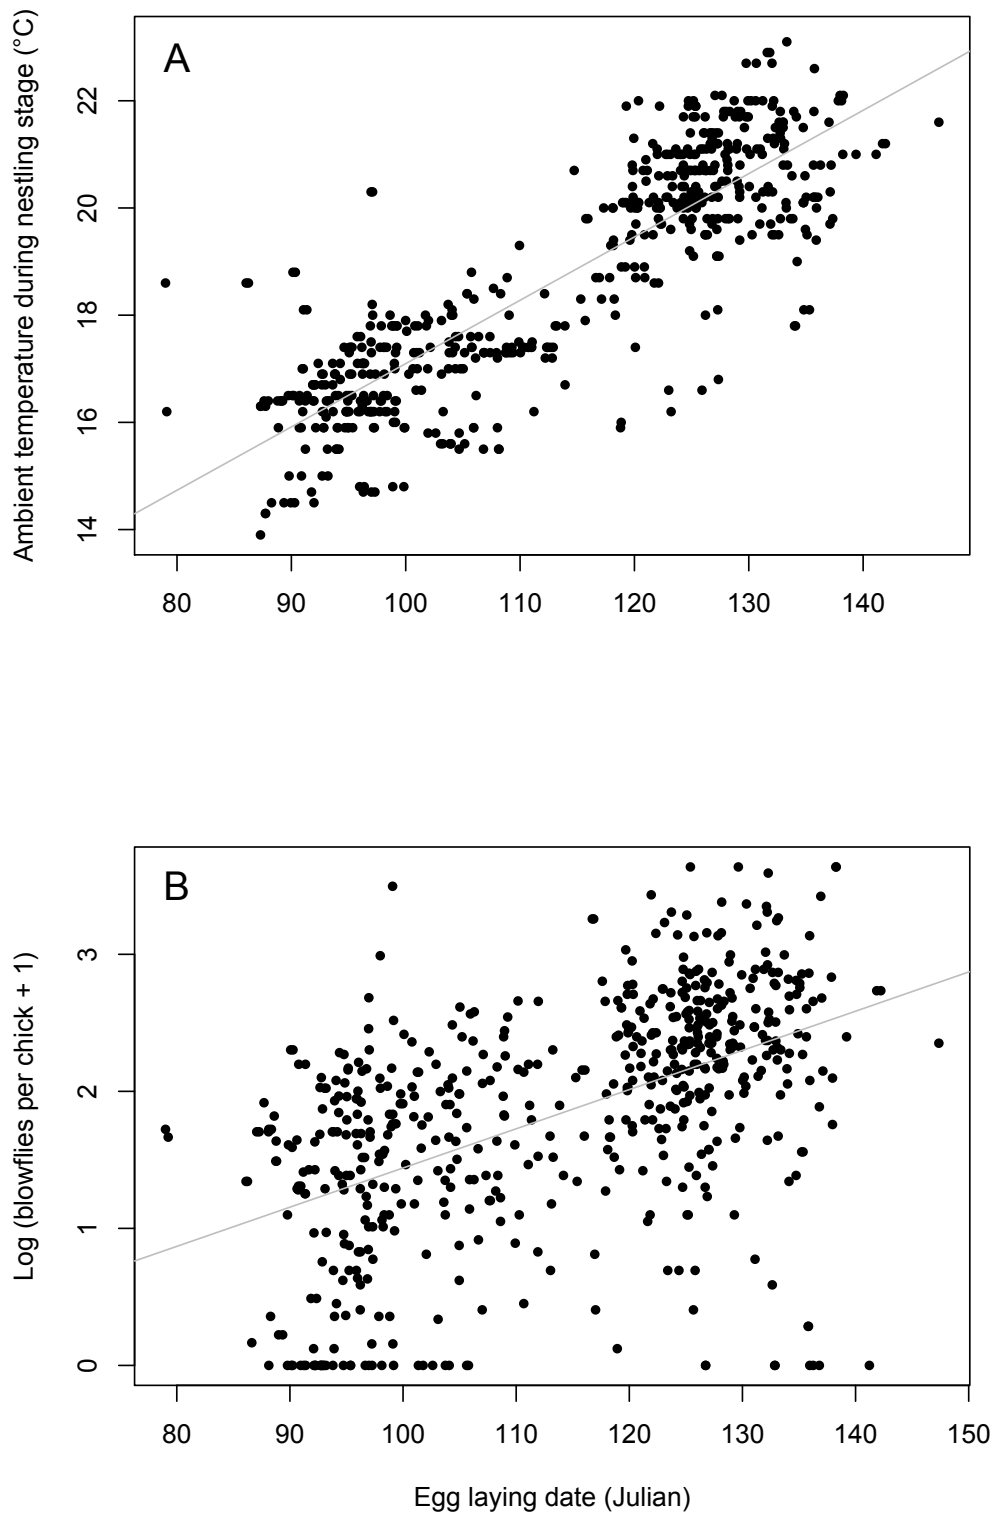 A
Ambient temperature during nestling stage (°C)
22
20
18
16
14
80 90 100 110 120 130 140
B
Log (blowflies per chick + 1)
3
2
1
0
80 90 100 110 120 130 140 150
Egg laying date (Julian)